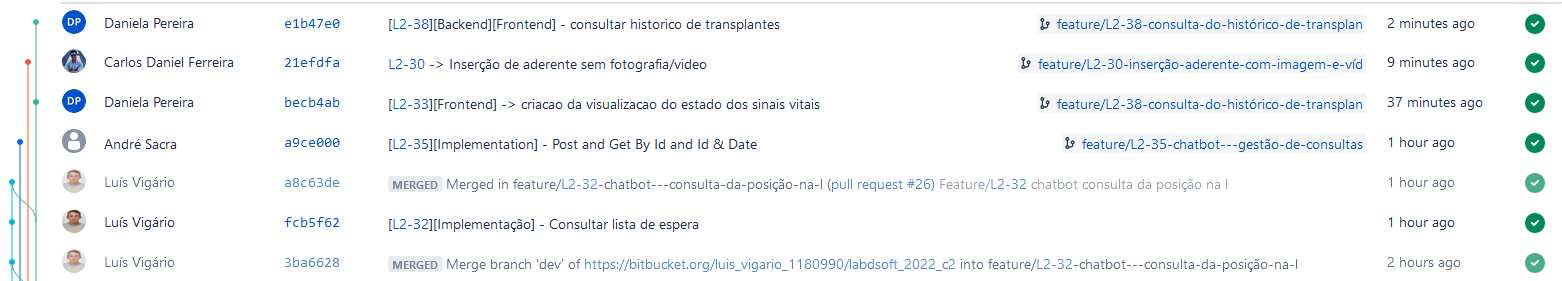 DP Daniela Pereira e1b47e0 [L2-38][Backend][Frontend] - consultar historico de transplantes feature/L2-38-consulta-do-histórico-de-transplan 2 minutes ago
Carlos Daniel Ferreira 21efdfa L2-30 -> Inserção de aderente sem fotografia/video feature/L2-30-inserção-aderente-com-imagem-e-víd 9 minutes ago
DP Daniela Pereira becb4ab [L2-33][Frontend] -> criacao da visualizacao do estado dos sinais vitais feature/L2-38-consulta-do-histórico-de-transplan 37 minutes ago
André Sacra a9ce000 [L2-35][Implementation] - Post and Get By Id and Id & Date feature/L2-35-chatbot---gestão-de-consultas 1 hour ago
Luís Vigário a8c63de MERGED Merged in feature/L2-32-chatbot---consulta-da-posição-na-l (pull request #26) Feature/L2-32 chatbot consulta da posição na l 1 hour ago
Luís Vigário fcb5f62 [L2-32][Implementação] - Consultar lista de espera 1 hour ago
Luís Vigário 3ba6628 MERGED Merge branch 'dev' of https://bitbucket.org/luis_vigario_1180990/labdsoft_2022_c2 into feature/L2-32-chatbot---consulta-da-posição-na-l 2 hours ago